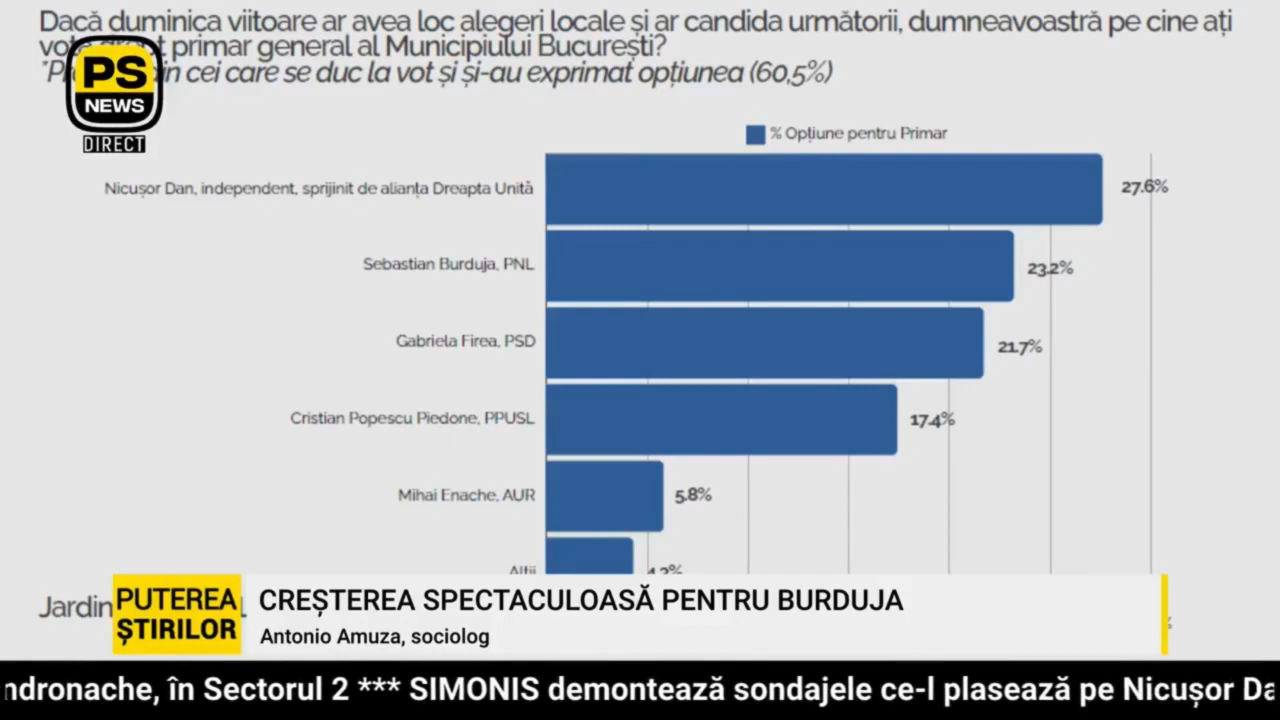 Dacă duminica viitoare ar avea loc alegeri locale și ar candida următorii, dumneavoastră pe cine ați
primar general al Municipiului București?
cei care se duc la vot și și-au exprimat opțiunea (60,5%)
PS
NEWS
DIRECT
% Opțiune pentru Primar
Nicușor Dan, independent, sprijinit de alianța Dreapta Unită 27.6%
Sebastian Burduja, PNL 23.2%
Gabriela Firea, PSD 21.7%
Cristian Popescu Piedone, PPUSL 17.4%
Mihai Enache, AUR 5.8%
Alții
PUTEREA
ȘTIRILOR
CREȘTEREA SPECTACULOASĂ PENTRU BURDUJA
Antonio Amuza, sociolog
ndronache, în Sectorul 2 *** SIMONIS demontează sondajele ce-l plasează pe Nicușor Da